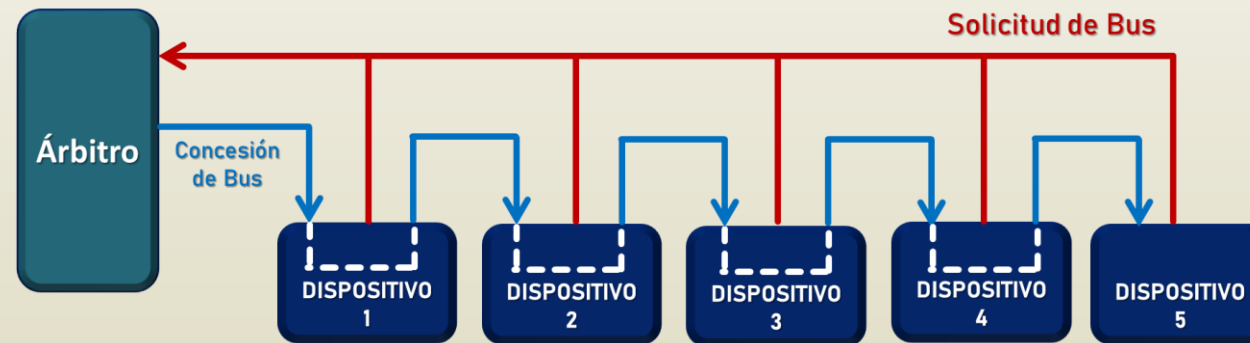 Solicitud de Bus
Árbitro
Concesión
de Bus
DISPOSITIVO
1
DISPOSITIVO
2
DISPOSITIVO
3
DISPOSITIVO
4
DISPOSITIVO
5